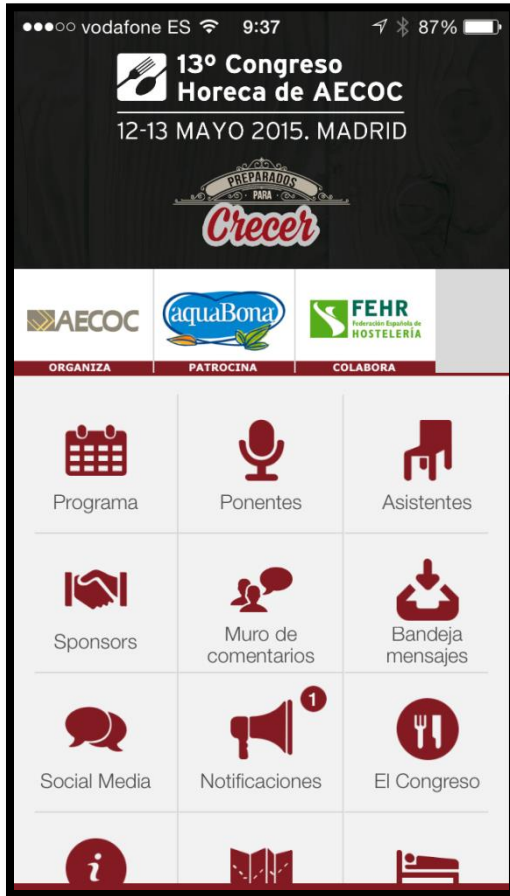 vodafone ES 9:37 87%
13º Congreso
Horeca de AECOC
12-13 MAYO 2015. MADRID
PREPARADOS
PARA
Crecer
AECOC
aquaBona
FEHR
Federación Española de
HOSTELERÍA
ORGANIZA
PATROCINA
COLABORA
Programa
Ponentes
Asistentes
Sponsors
Muro de
comentarios
Bandeja
mensajes
1
Social Media
Notificaciones
El Congreso
i